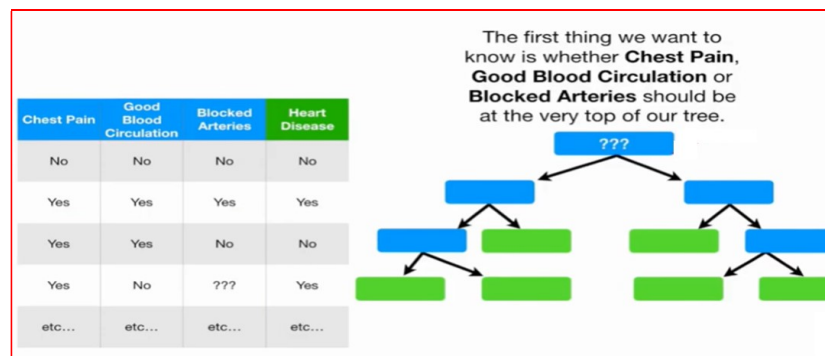 The first thing we want to
know is whether Chest Pain,
Good Blood Circulation or
Blocked Arteries should be
at the very top of our tree.
???
Chest Pain Good Blood Circulation Blocked Arteries Heart Disease
No No No No
Yes Yes Yes Yes
Yes Yes No No
Yes No ??? Yes
etc... etc... etc... etc...